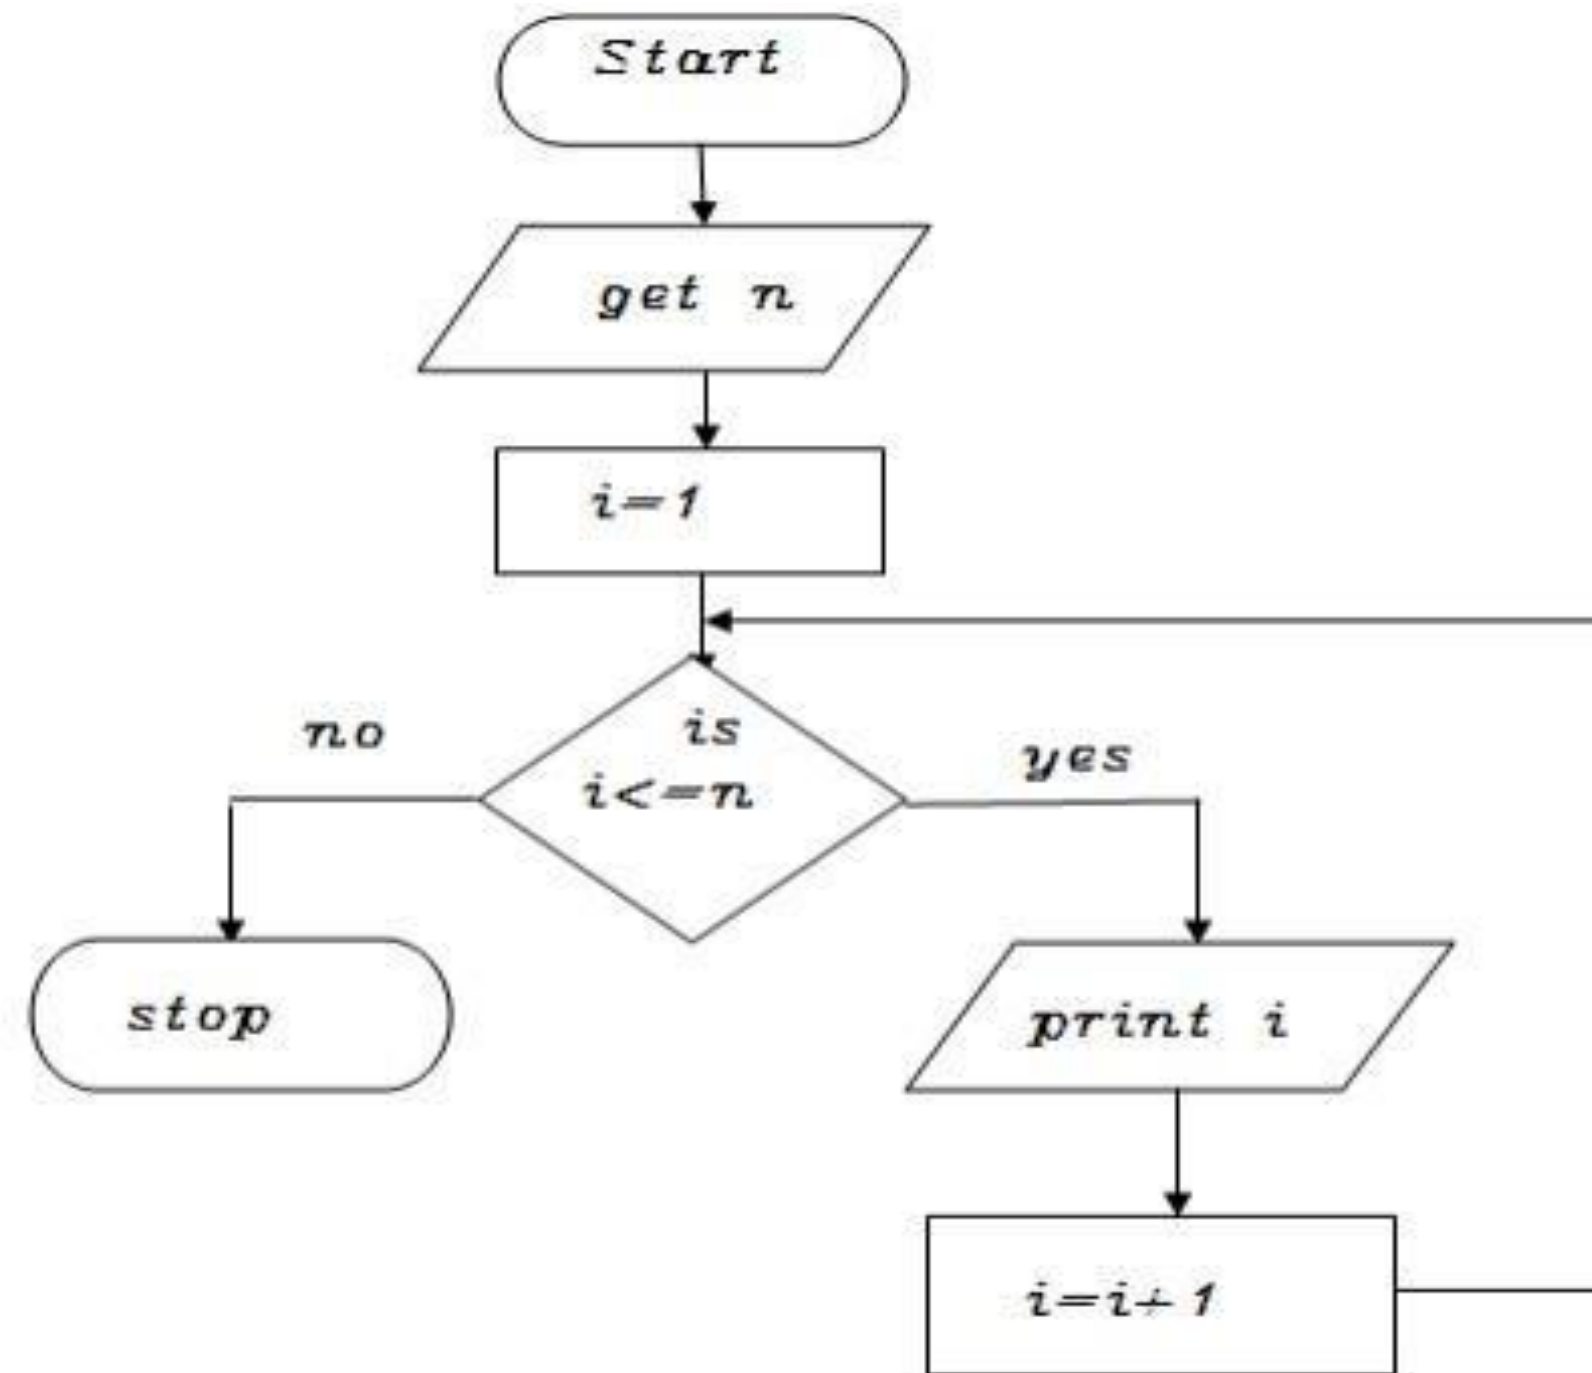 Start
get n
i=1
is
i<=n
no
yes
stop
print i
i=i+1